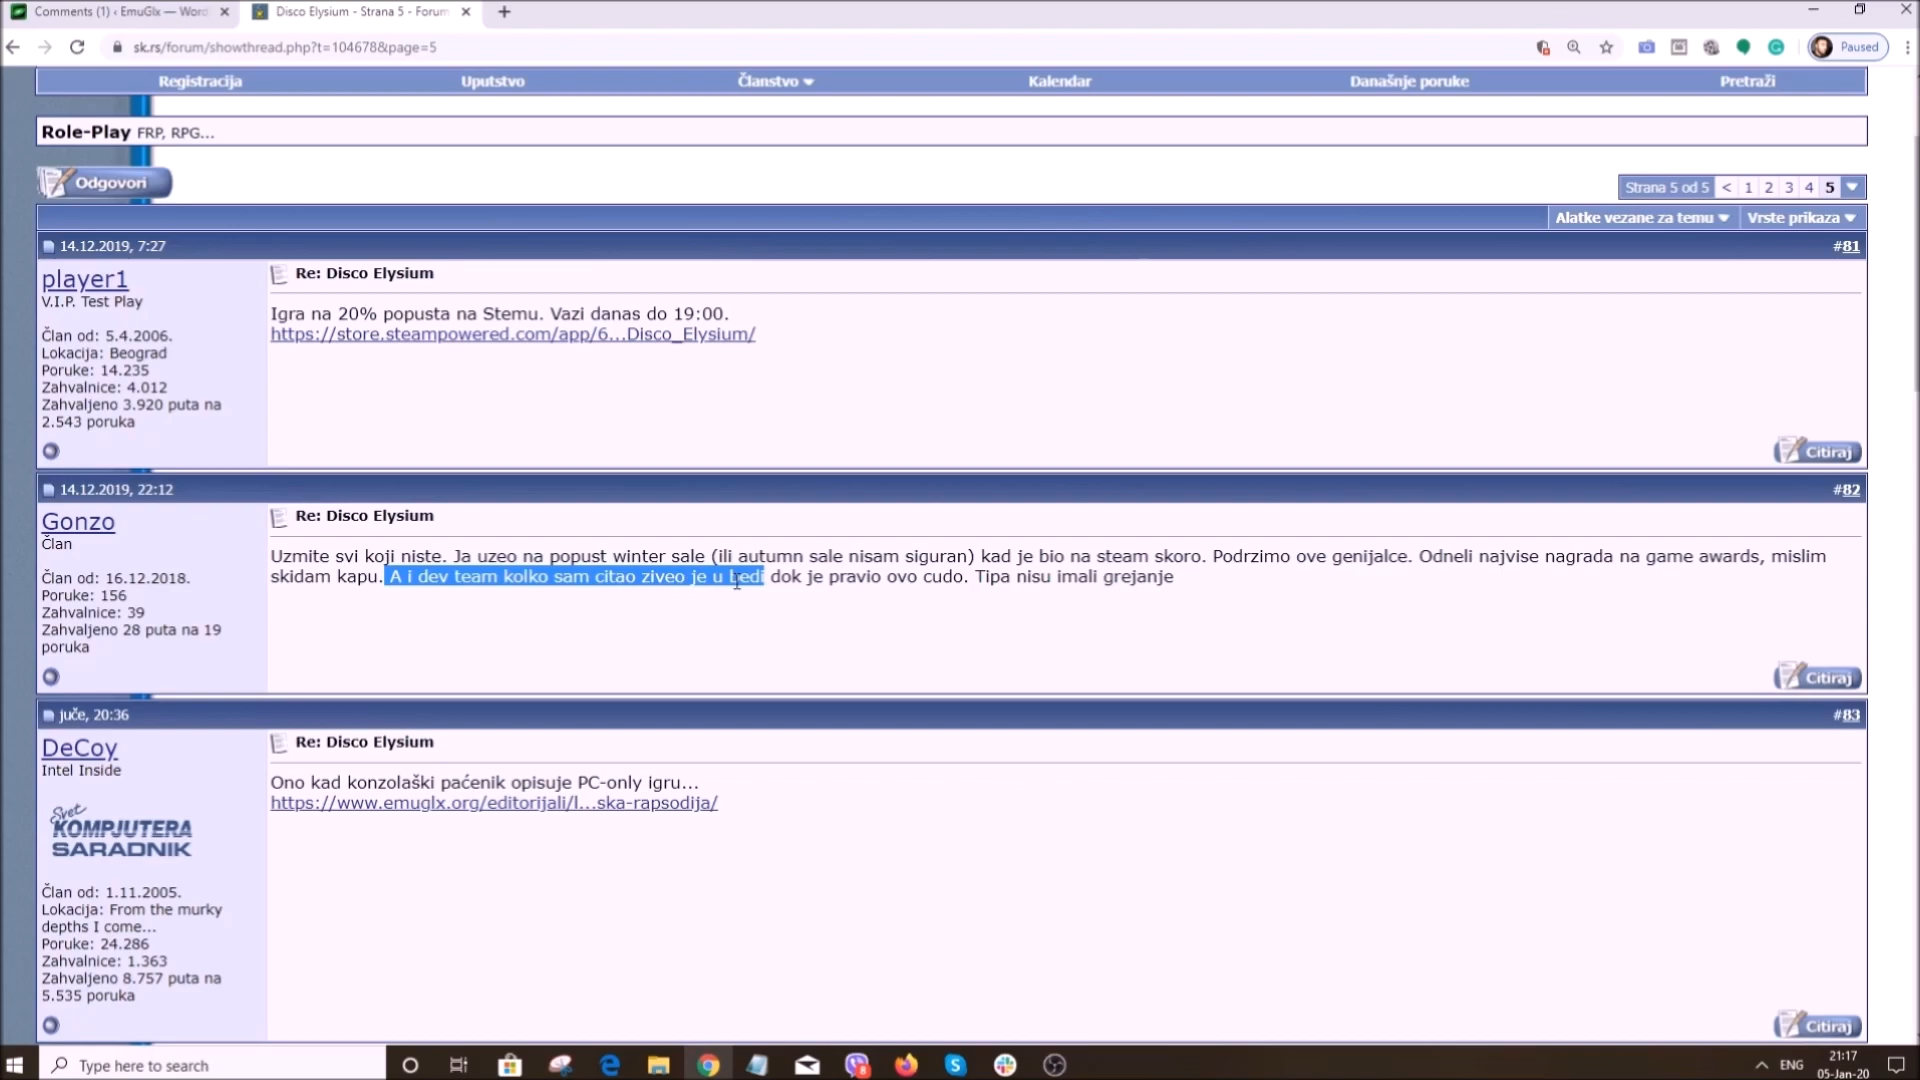 Comments (1) ‹ EmuGlx — Word
Disco Elysium - Strana 5 - Forum
sk.rs/forum/showthread.php?t=104678&page=5
Paused
Registracija
Uputstvo
Članstvo
Kalendar
Današnje poruke
Pretraži
Role-Play FRP, RPG...
Odgovori
Strana 5 od 5 < 1 2 3 4 5
Alatke vezane za temu
Vrste prikaza
14.12.2019, 7:27
#81
player1
V.I.P. Test Play
Član od: 5.4.2006.
Lokacija: Beograd
Poruke: 14.235
Zahvalnice: 4.012
Zahvaljeno 3.920 puta na
2.543 poruka
Re: Disco Elysium
Igra na 20% popusta na Stemu. Vazi danas do 19:00.
https://store.steampowered.com/app/6...Disco_Elysium/
Citiraj
14.12.2019, 22:12
#82
Gonzo
Član
Član od: 16.12.2018.
Poruke: 156
Zahvalnice: 39
Zahvaljeno 28 puta na 19
poruka
Re: Disco Elysium
Uzmite svi koji niste. Ja uzeo na popust winter sale (ili autumn sale nisam siguran) kad je bio na steam skoro. Podrzimo ove genijalce. Odneli najvise nagrada na game awards, mislim
skidam kapu. A i dev team kolko sam citao ziveo je u bedi dok je pravio ovo cudo. Tipa nisu imali grejanje
Citiraj
juče, 20:36
#83
DeCoy
Intel Inside
Svet
KOMPJUTERA
SARADNIK
Član od: 1.11.2005.
Lokacija: From the murky
depths I come...
Poruke: 24.286
Zahvalnice: 1.363
Zahvaljeno 8.757 puta na
5.535 poruka
Re: Disco Elysium
Ono kad konzolaški paćenik opisuje PC-only igru...
https://www.emuglx.org/editorijali/l...ska-rapsodija/
Citiraj
Type here to search
8
ENG
21:17
05-Jan-20